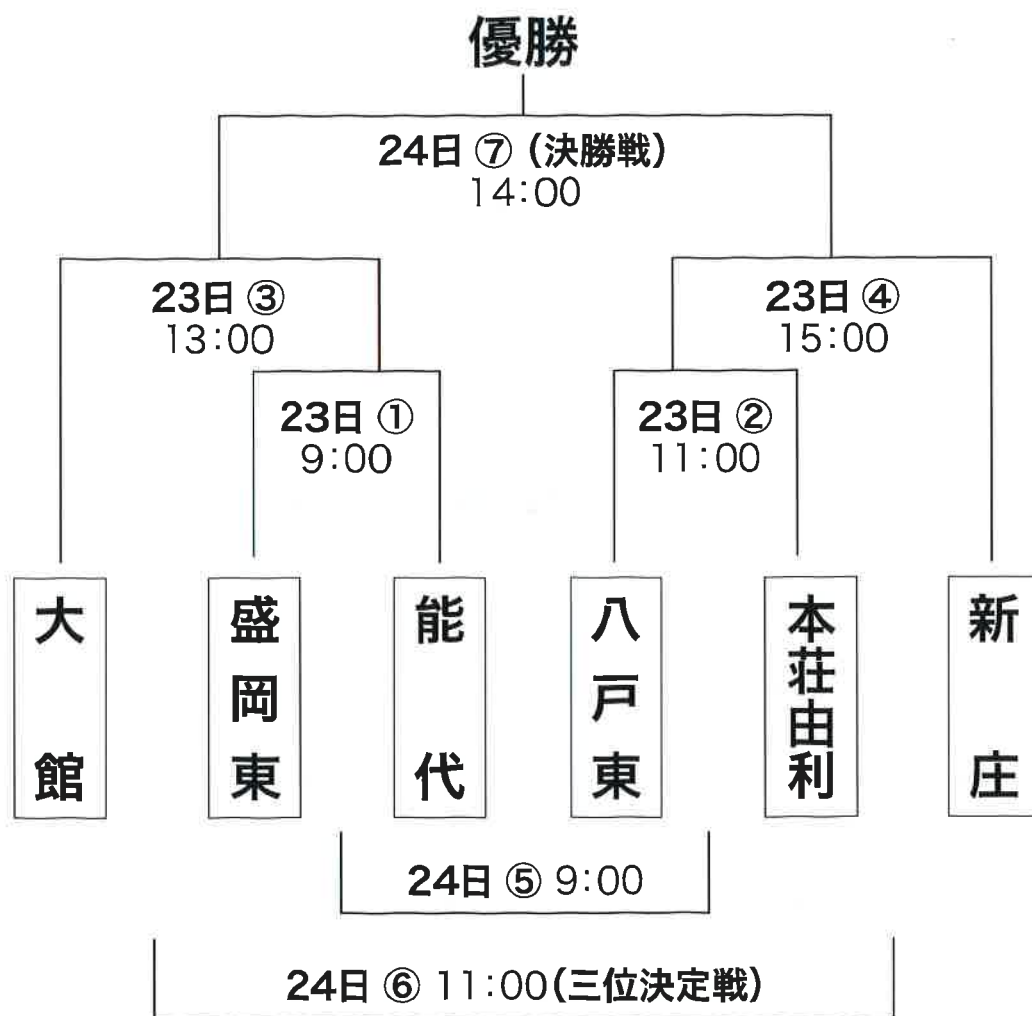 優勝
24日 ⑦ (決勝戦)
14:00
23日 ③
13:00
23日 ④
15:00
23日 ①
9:00
23日 ②
11:00
大館
盛岡東
能代
八戸東
本荘由利
新庄
24日 ⑤ 9:00
24日 ⑥ 11:00(三位決定戦)